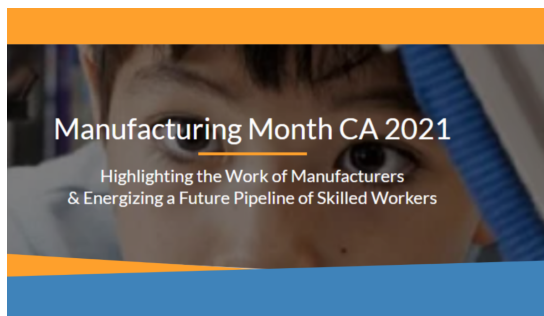 Manufacturing Month CA 2021
Highlighting the Work of Manufacturers
& Energizing a Future Pipeline of Skilled Workers